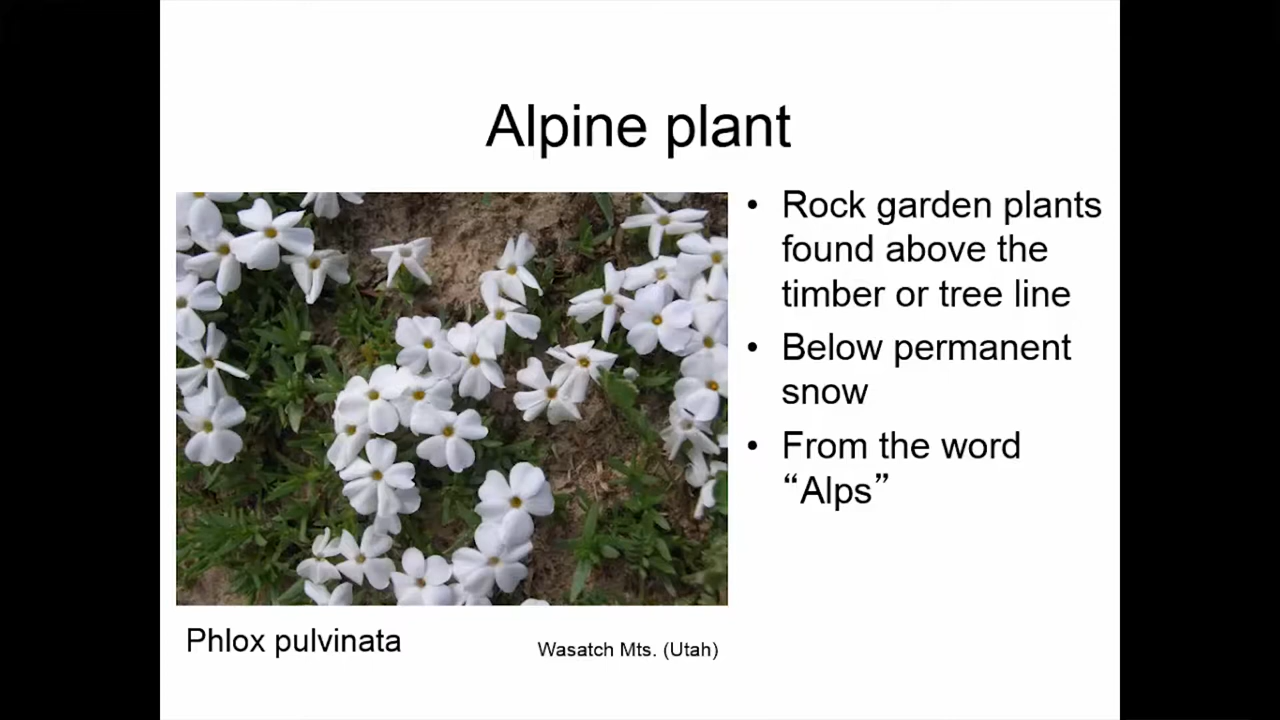 Alpine plant
• Rock garden plants
found above the
timber or tree line
• Below permanent
snow
• From the word
“Alps”
Phlox pulvinata
Wasatch Mts. (Utah)